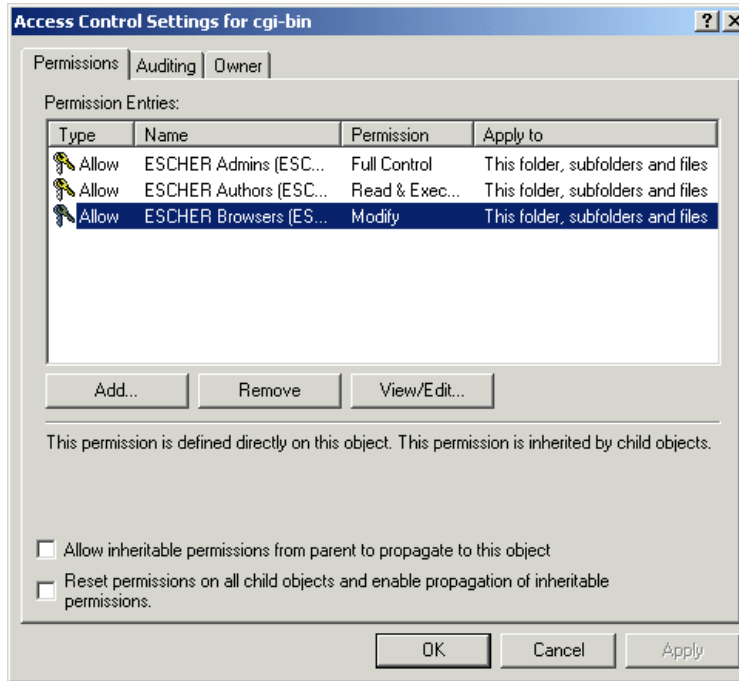 Access Control Settings for cgi-bin
Permissions Auditing Owner
Permission Entries:
Type Name Permission Apply to
Allow ESCHER Admins (ESC... Full Control This folder, subfolders and files
Allow ESCHER Authors (ESC... Read & Exec... This folder, subfolders and files
Allow ESCHER Browsers (ES... Modify This folder, subfolders and files
Add... Remove View/Edit...
This permission is defined directly on this object. This permission is inherited by child objects.
Allow inheritable permissions from parent to propagate to this object
Reset permissions on all child objects and enable propagation of inheritable
permissions.
OK Cancel Apply